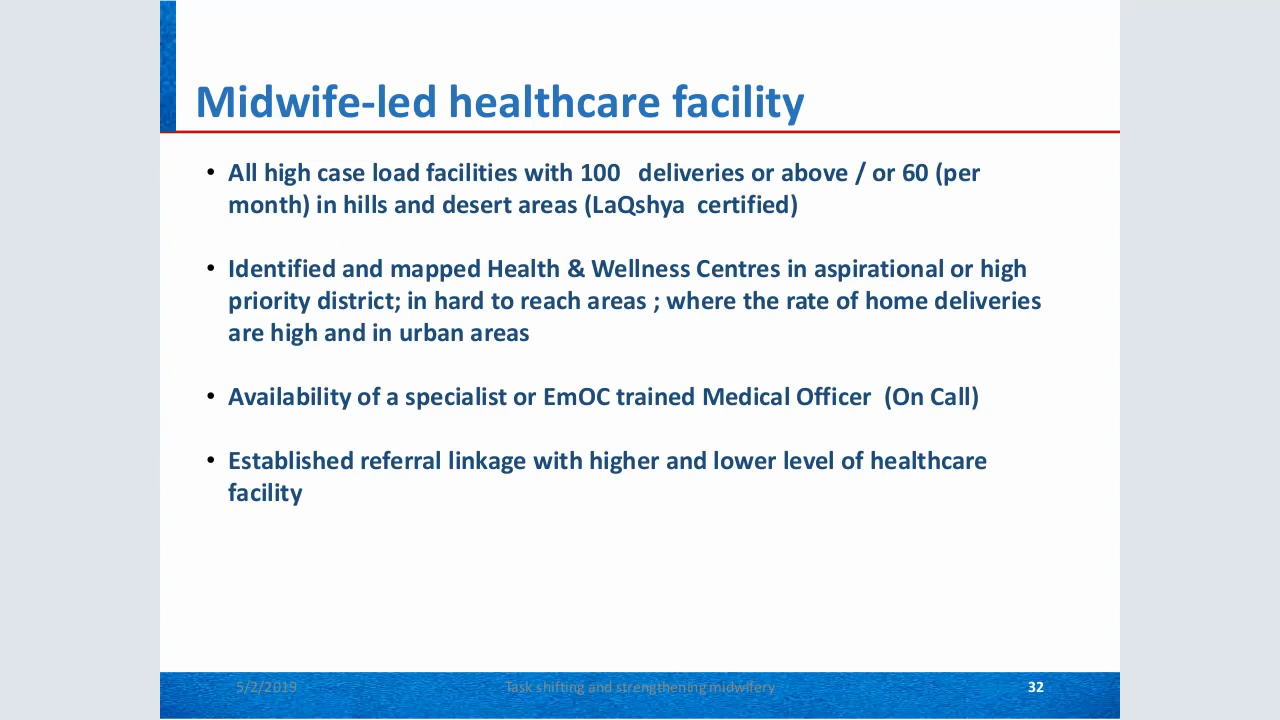 Midwife-led healthcare facility
• All high case load facilities with 100   deliveries or above / or 60 (per
month) in hills and desert areas (LaQshya  certified)
• Identified and mapped Health & Wellness Centres in aspirational or high
priority district; in hard to reach areas ; where the rate of home deliveries
are high and in urban areas
• Availability of a specialist or EmOC trained Medical Officer  (On Call)
• Established referral linkage with higher and lower level of healthcare
facility
5/2/2019 Task shifting and strengthening midwifery 32